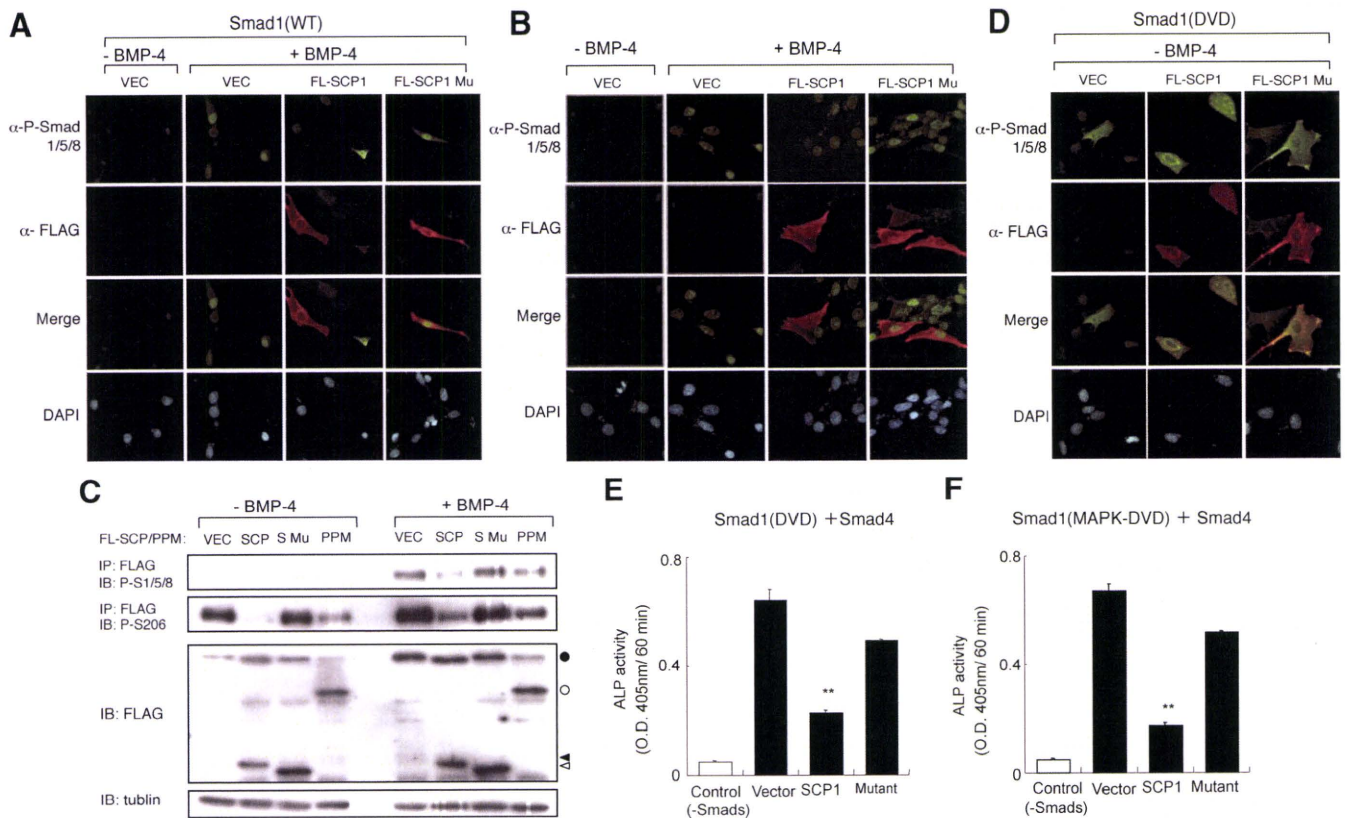 A
Smad1(WT)
- BMP-4
+ BMP-4
VEC
VEC
FL-SCP1
FL-SCP1 Mu
α-P-Smad
1/5/8
α- FLAG
Merge
DAPI
B
- BMP-4
+ BMP-4
VEC
VEC
FL-SCP1
FL-SCP1 Mu
α-P-Smad
1/5/8
α- FLAG
Merge
DAPI
D
Smad1(DVD)
- BMP-4
VEC
FL-SCP1
FL-SCP1 Mu
α-P-Smad
1/5/8
α- FLAG
Merge
DAPI
C
- BMP-4
+ BMP-4
FL-SCP/PPM: VEC SCP S Mu PPM VEC SCP S Mu PPM
IP: FLAG
IB: P-S1/5/8
IP: FLAG
IB: P-S206
IB: FLAG
IB: tublin
E
Smad1(DVD) +Smad4
ALP activity
(O.D. 405nm/ 60 min)
0.8
0.4
0
**
Control
(-Smads)
Vector
SCP1
Mutant
F
Smad1(MAPK-DVD) + Smad4
ALP activity
(O.D. 405nm/ 60 min)
0.8
0.4
0
**
Control
(-Smads)
Vector
SCP1
Mutant